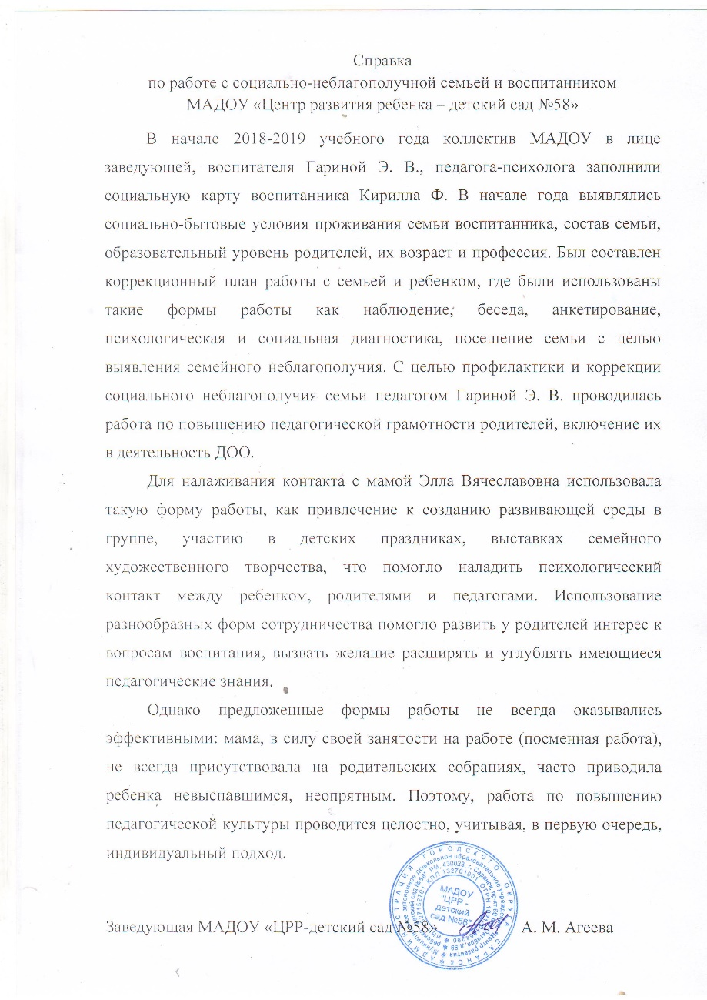 Справка
по работе с социально-неблагополучной семьей и воспитанником
МАДОУ «Центр развития ребенка – детский сад №58»
В начале 2018-2019 учебного года коллектив МАДОУ в лице
заведующей, воспитателя Гариной Э. В., педагога-психолога заполнили
социальную карту воспитанника Кирилла Ф. В начале года выявлялись
социально-бытовые условия проживания семьи воспитанника, состав семьи,
образовательный уровень родителей, их возраст и профессия. Был составлен
коррекционный план работы с семьей и ребенком, где были использованы
такие формы работы как наблюдение, беседа, анкетирование,
психологическая и социальная диагностика, посещение семьи с целью
выявления семейного неблагополучия. С целью профилактики и коррекции
социального неблагополучия семьи педагогом Гариной Э. В. проводилась
работа по повышению педагогической грамотности родителей, включение их
в деятельность ДОО.
Для налаживания контакта с мамой Элла Вячеславовна использовала
такую форму работы, как привлечение к созданию развивающей среды в
группе, участию в детских праздниках, выставках семейного
художественного творчества, что помогло наладить психологический
контакт между ребенком, родителями и педагогами. Использование
разнообразных форм сотрудничества помогло развить у родителей интерес к
вопросам воспитания, вызвать желание расширять и углублять имеющиеся
педагогические знания.
Однако предложенные формы работы не всегда оказывались
эффективными: мама, в силу своей занятости на работе (посменная работа),
не всегда присутствовала на родительских собраниях, часто приводила
ребенка невыспавшимся, неопрятным. Поэтому, работа по повышению
педагогической культуры проводится целостно, учитывая, в первую очередь,
индивидуальный подход.
Заведующая МАДОУ «ЦРР-детский сад №58» А. М. Агеева
АДМИНИСТРАЦИЯ ГОРОДСКОГО ОКРУГА САРАНСК
МАДОУ
"ЦРР -
детский
сад №58"